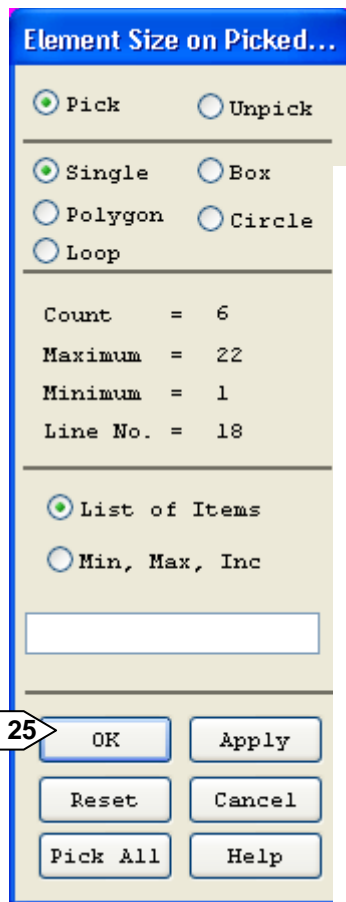 Element Size on Picked...
Pick Unpick
Single Box
Polygon Circle
Loop
Count = 6
Maximum = 22
Minimum = 1
Line No. = 18
List of Items
Min, Max, Inc
25 OK Apply
Reset Cancel
Pick All Help